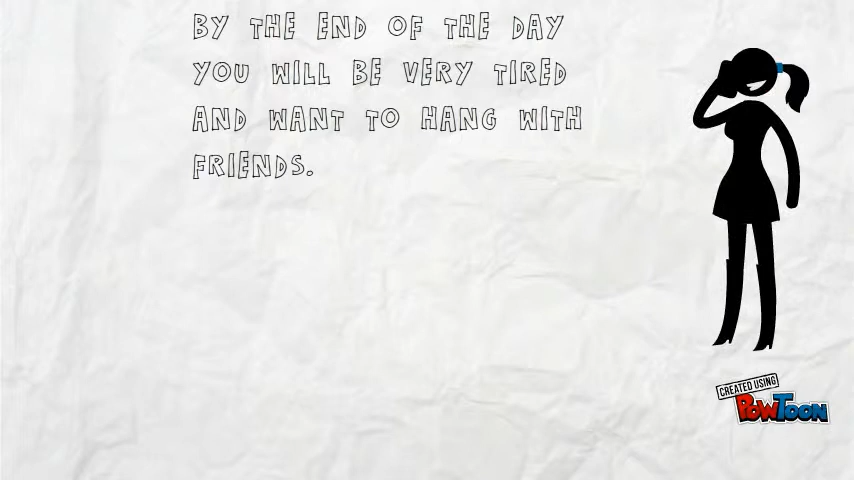 BY THE END OF THE DAY
YOU WILL BE VERY TIRED
AND WANT TO HANG WITH
FRIENDS.
CREATED USING
POWTOON